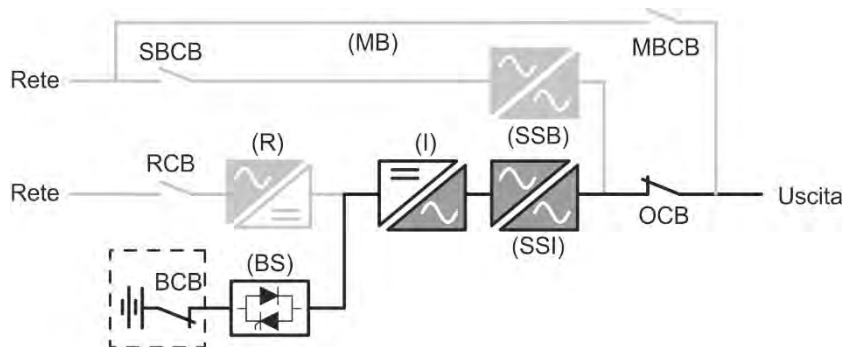 (MB)
MBCB
SBCB
Rete
(SSB)
(R)
(I)
RCB
Rete
Uscita
OCB
(SSI)
(BS)
BCB